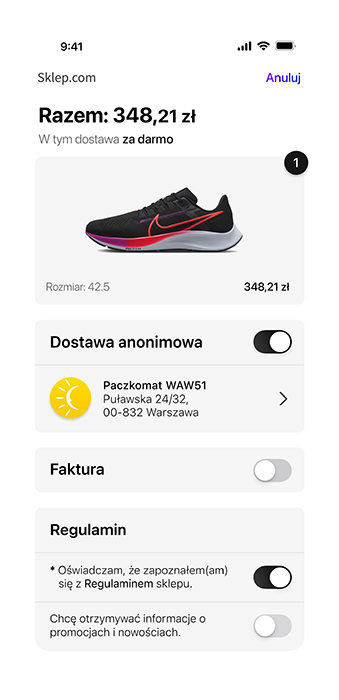 9:41
Sklep.com
Anuluj
Razem: 348,21 zł
W tym dostawa za darmo
1
Rozmiar: 42.5
348,21 zł
Dostawa anonimowa
Paczkomat WAW51
Puławska 24/32,
00-832 Warszawa
Faktura
Regulamin
* Oświadczam, że zapoznałem(am)
się z Regulaminem sklepu.
Chcę otrzymywać informacje o
promocjach i nowościach.